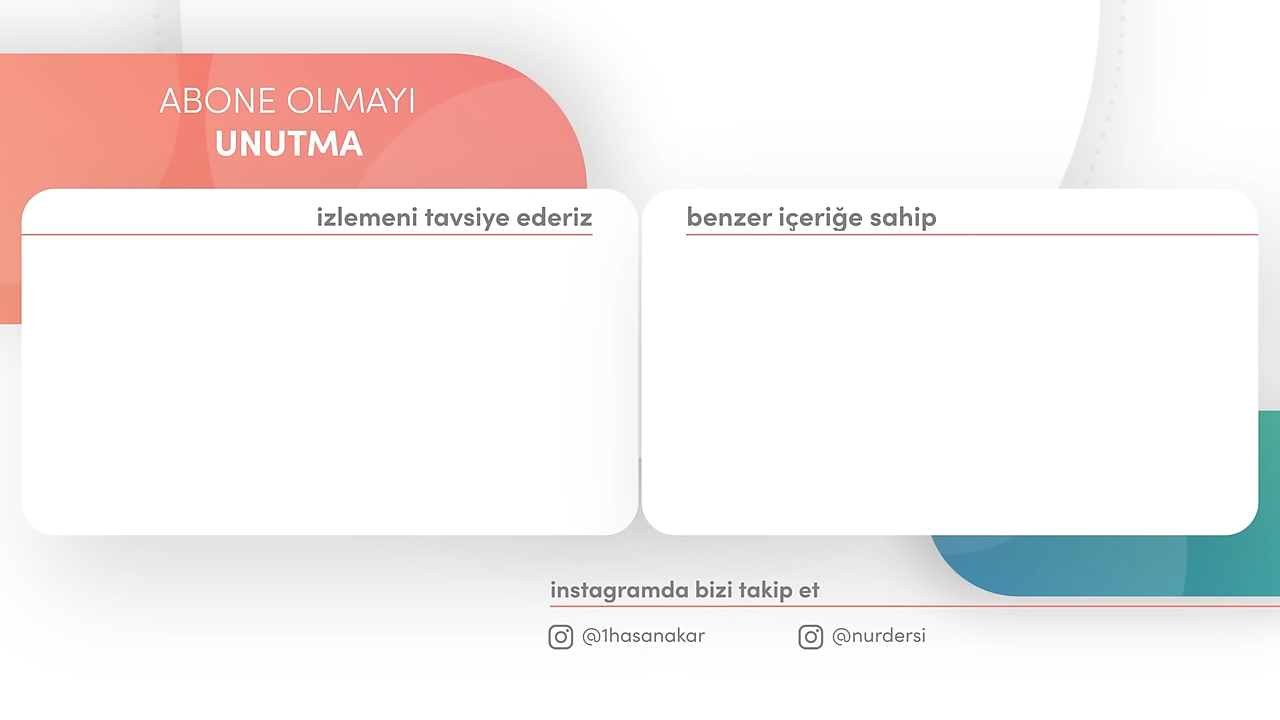 ABONE OLMAYI
UNUTMA
izlemeni tavsiye ederiz
benzer içeriğe sahip
instagramda bizi takip et
@1hasanakar
@nurdersi